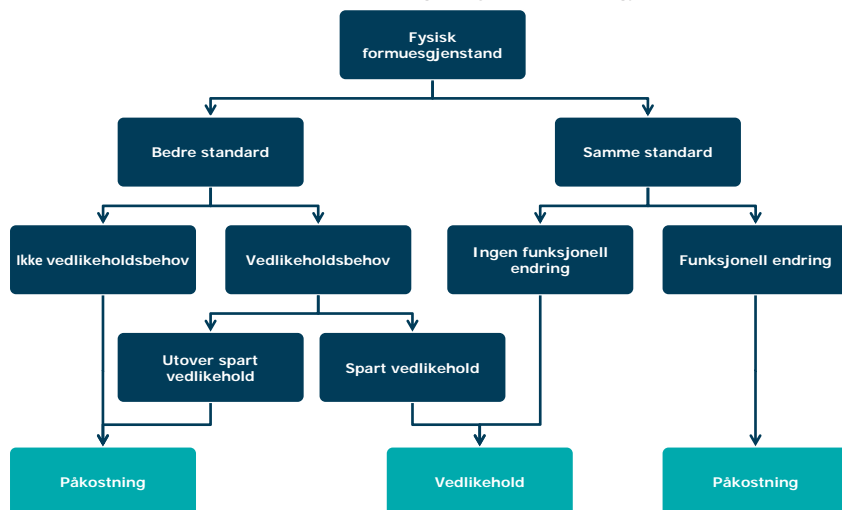 Fysisk
formuesgjenstand
Bedre standard
Samme standard
Ikke vedlikeholdsbehov
Vedlikeholdsbehov
Ingen funksjonell
endring
Funksjonell endring
Utover spart
vedlikehold
Spart vedlikehold
Påkostning
Vedlikehold
Påkostning